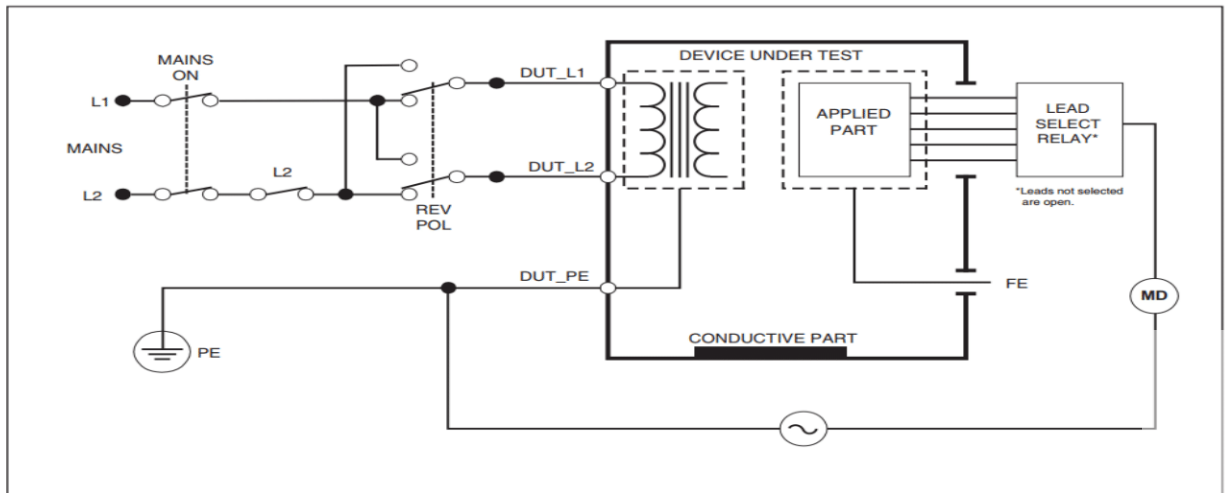 MAINS
ON
L1
MAINS
L2
L2
REV
POL
DUT_L1
DUT_L2
DUT_PE
PE
DEVICE UNDER TEST
APPLIED
PART
LEAD
SELECT
RELAY*
*Leads not selected
are open.
FE
MD
CONDUCTIVE PART